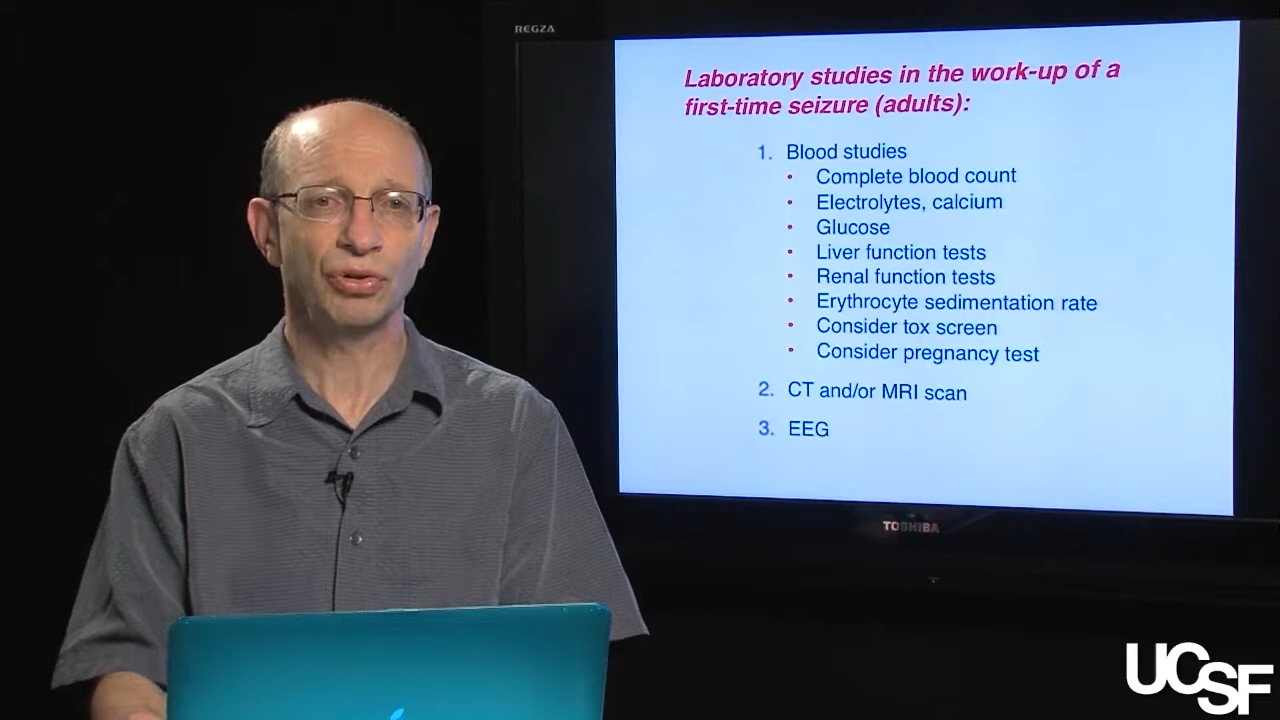 REGZA
Laboratory studies in the work-up of a
first-time seizure (adults):
1. Blood studies
• Complete blood count
• Electrolytes, calcium
• Glucose
• Liver function tests
• Renal function tests
• Erythrocyte sedimentation rate
• Consider tox screen
• Consider pregnancy test
2. CT and/or MRI scan
3. EEG
TOSHIBA
UCSF